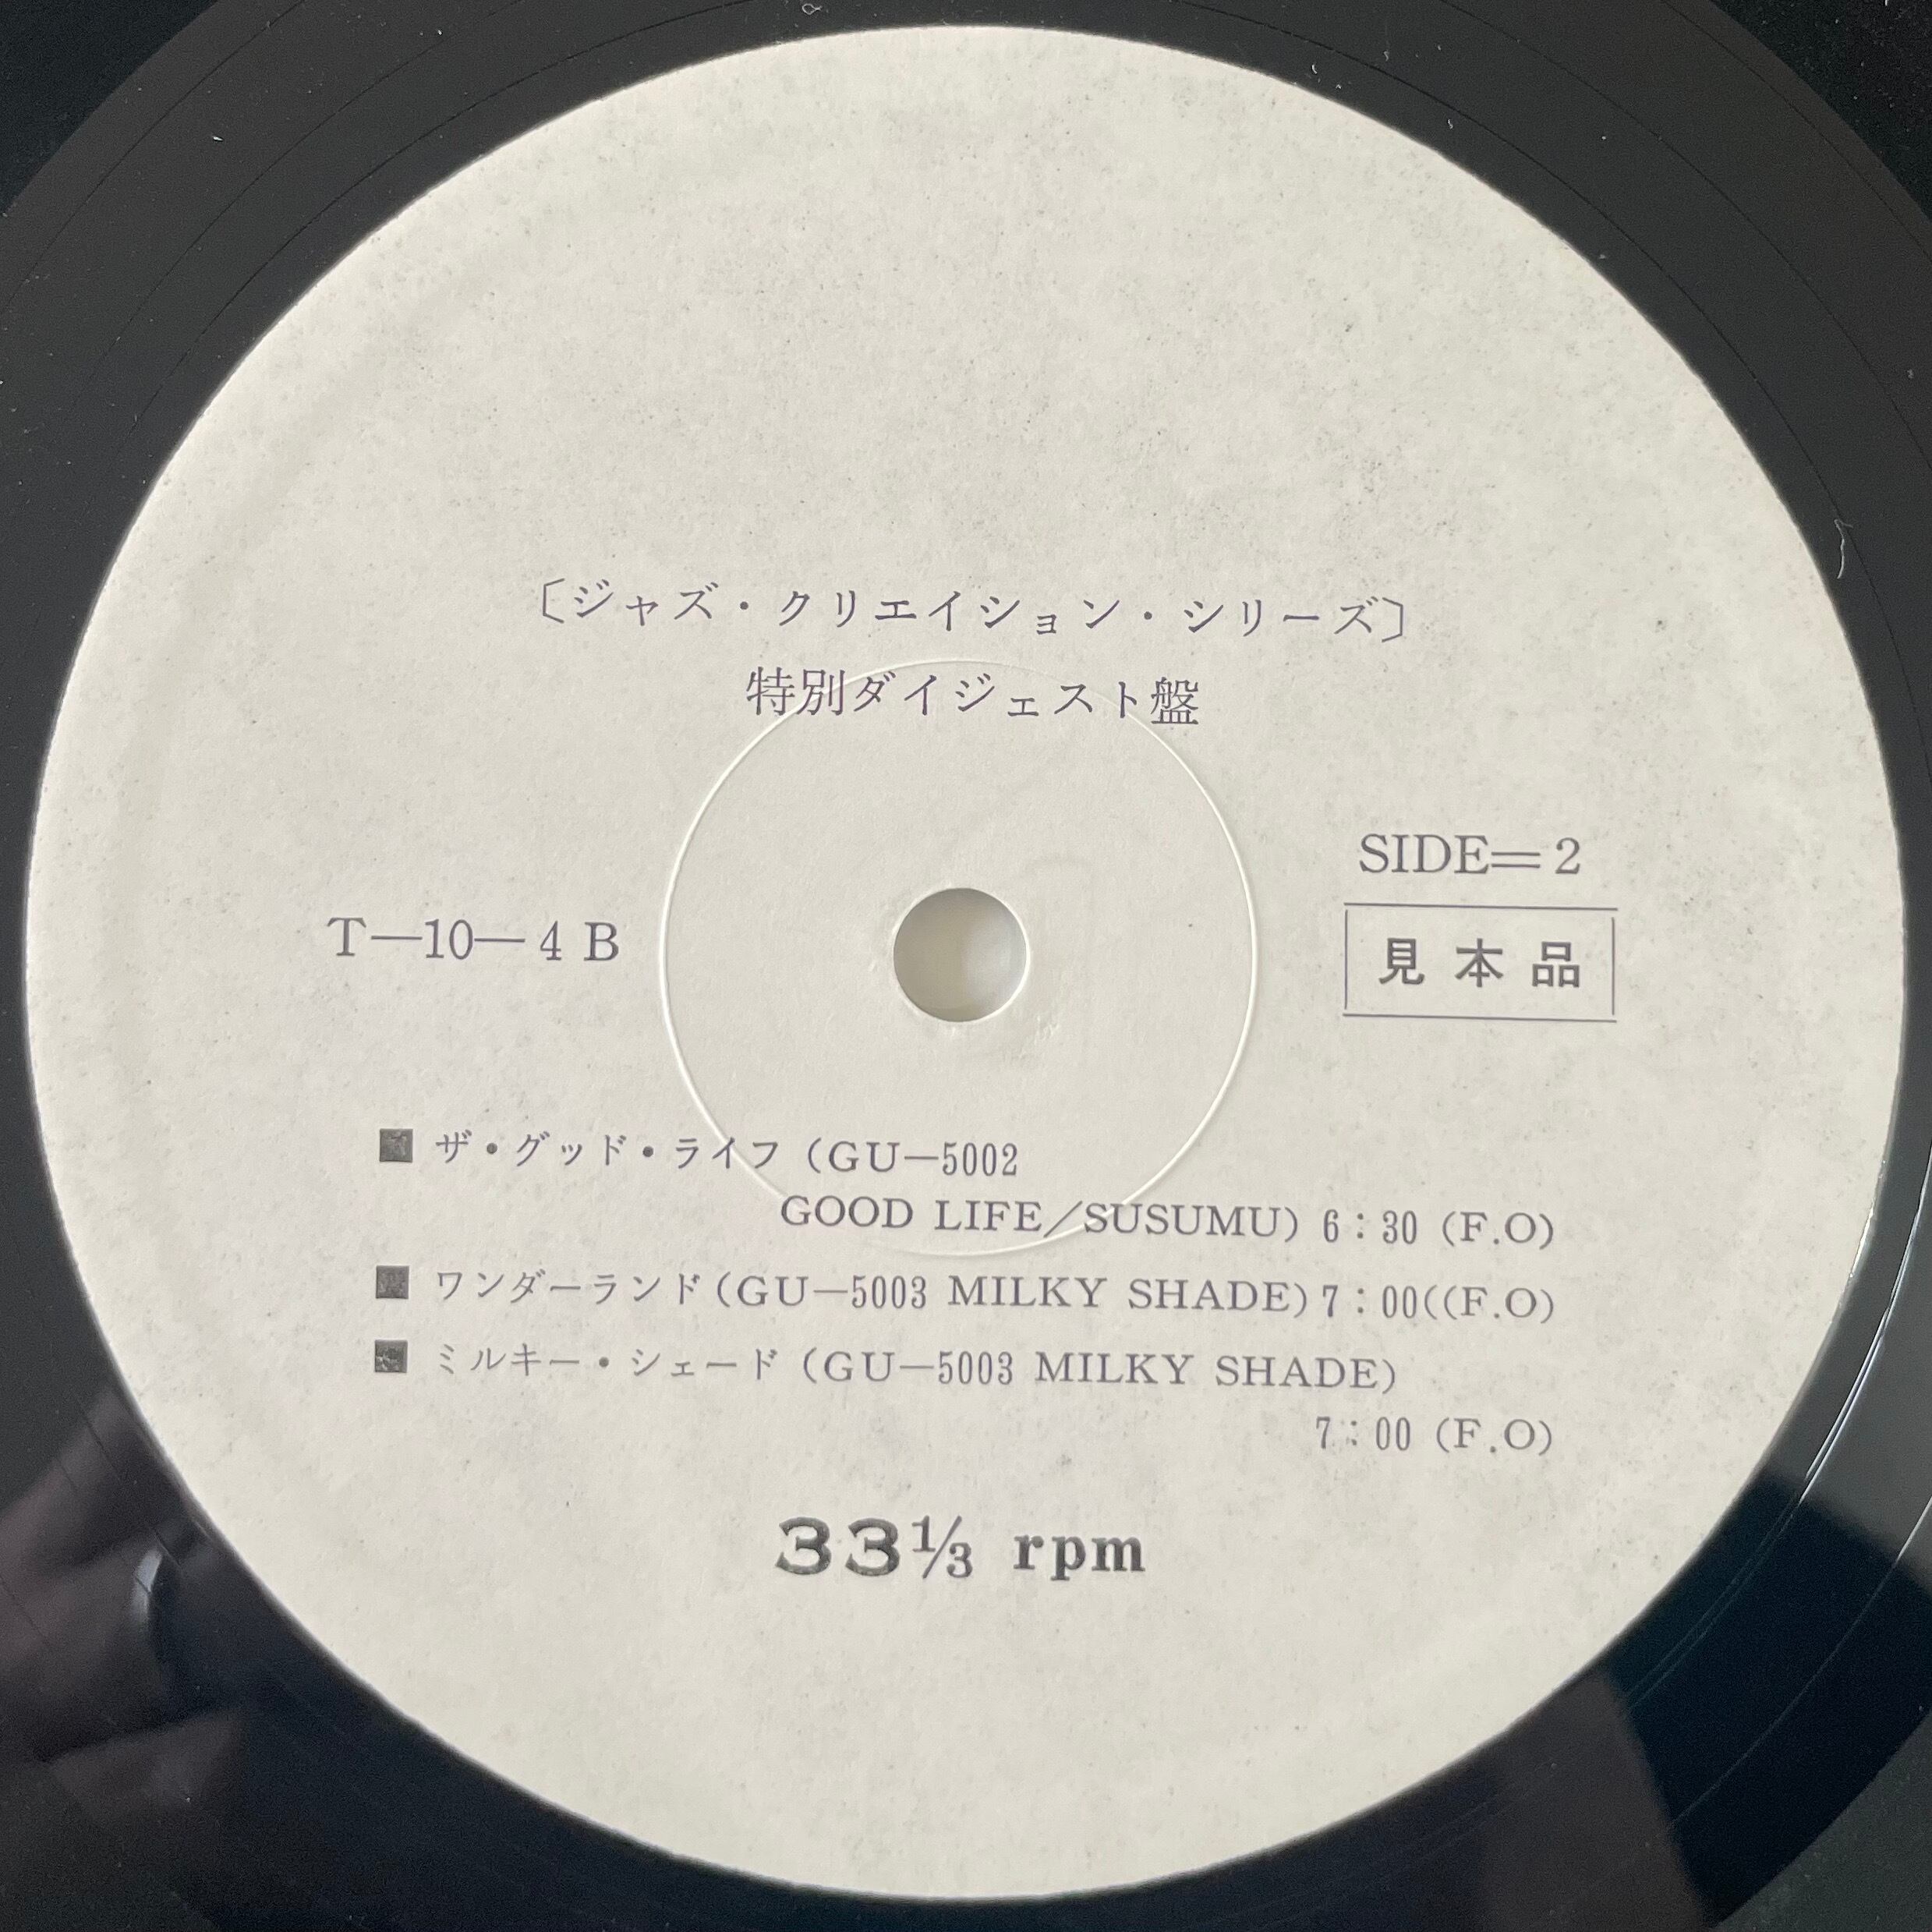 〔ジャズ・クリエイション・シリーズ〕
特別ダイジェスト盤
SIDE=2
T—10—4 B
見本品
■ ザ・グッド・ライフ（GU—5002
GOOD LIFE／SUSUMU）6：30（F.O）
■ ワンダーランド（GU—5003 MILKY SHADE）7：00(（F.O）
■ ミルキー・シェード（GU—5003 MILKY SHADE）
7：00（F.O）
33⅓ rpm